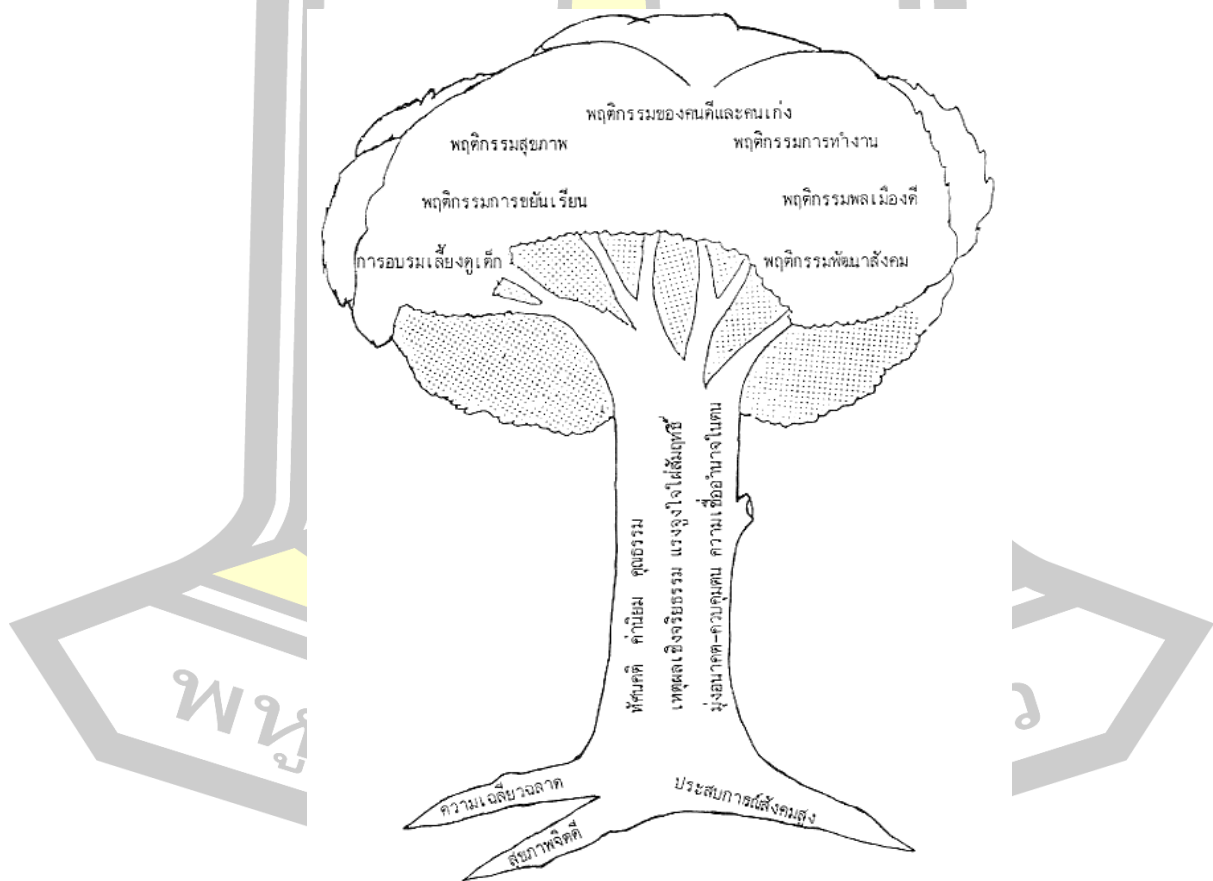 พฤติกรรมของคนดีและคนเก่ง
พฤติกรรมสุขภาพ
พฤติกรรมการทำงาน
พฤติกรรมการขยันเรียน
พฤติกรรมพลเมืองดี
การอบรมเลี้ยงดูเด็ก
พฤติกรรมพัฒนาสังคม
ทัศนคติ ค่านิยม คุณธรรม
เหตุผลเชิงจริยธรรม แรงจูงใจใฝ่สัมฤทธิ์
มุ่งอนาคต-ควบคุมตน ความเชื่ออำนาจในตน
ความเฉลียวฉลาด
ประสบการณ์สังคมสูง
สุขภาพจิตดี